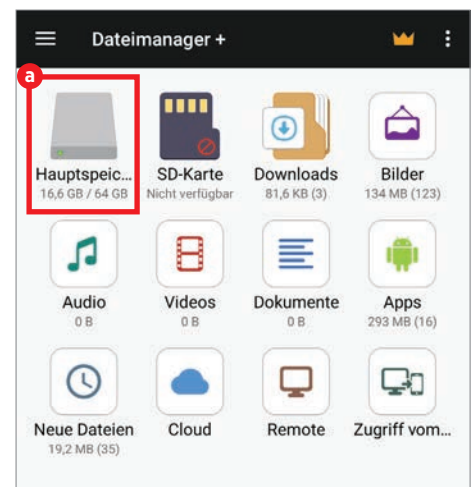 Dateimanager +
a
Hauptspeic... SD-Karte Downloads Bilder
16,6 GB / 64 GB Nicht verfügbar 81,6 KB (3) 134 MB (123)
Audio Videos Dokumente Apps
0 B 0 B 0 B 293 MB (16)
Neue Dateien Cloud Remote Zugriff vom...
19,2 MB (35)